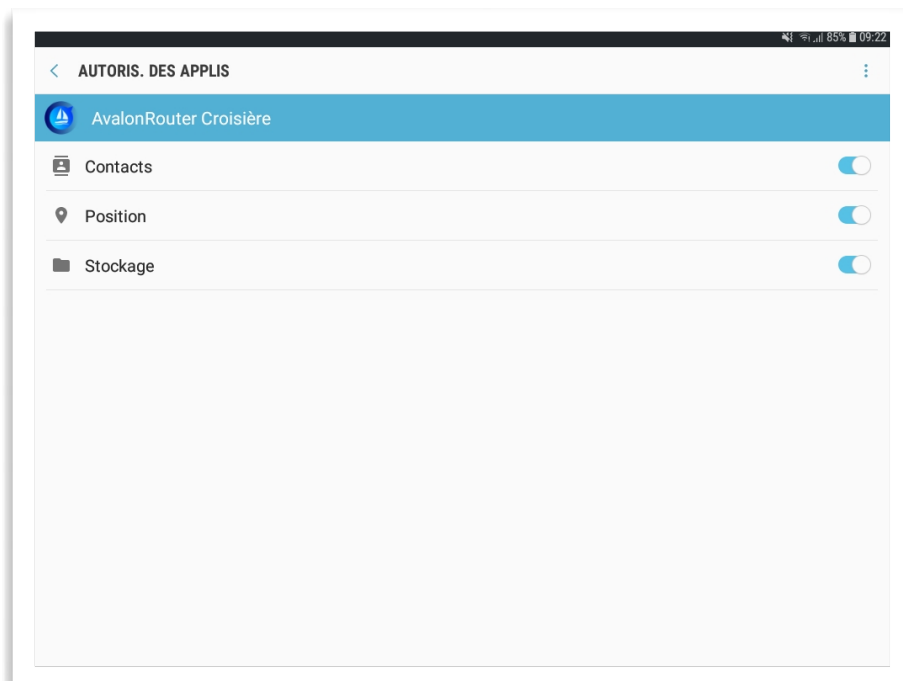 85% 09:22
AUTORIS. DES APPLIS
AvalonRouter Croisière
Contacts
Position
Stockage